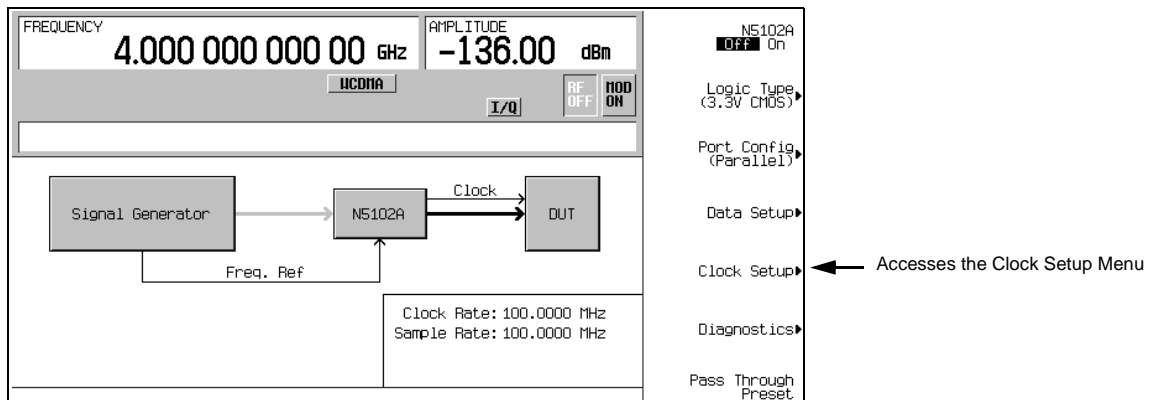 FREQUENCY
4.000 000 000 00 GHz
AMPLITUDE
-136.00 dBm
WCDMA
I/Q
RF OFF
MOD ON
Signal Generator
N5102A
Clock
DUT
Freq. Ref
Clock Rate: 100.0000 MHz
Sample Rate: 100.0000 MHz
N5102A
Off On
Logic Type
(3.3V CMOS)
Port Config
(Parallel)
Data Setup
Clock Setup
Accesses the Clock Setup Menu
Diagnostics
Pass Through
Preset